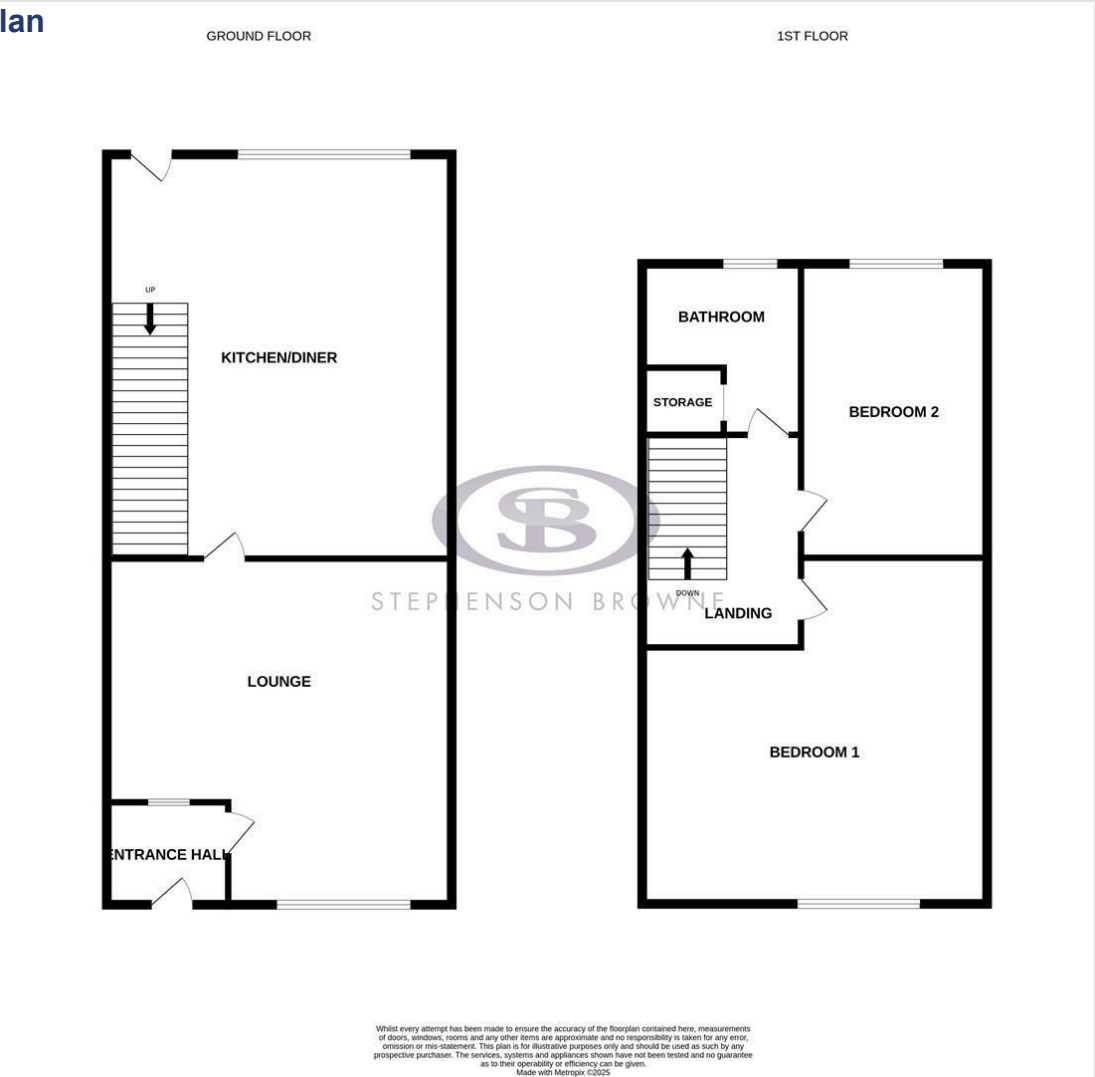 lan
GROUND FLOOR
1ST FLOOR
UP
KITCHEN/DINER
LOUNGE
ENTRANCE HALL
BATHROOM
STORAGE
BEDROOM 2
DOWN
LANDING
BEDROOM 1
SB
STEPHENSON BROWNE
Whilst every attempt has been made to ensure the accuracy of the floorplan contained here, measurements
of doors, windows, rooms and any other items are approximate and no responsibility is taken for any error,
omission or mis-statement. This plan is for illustrative purposes only and should be used as such by any
prospective purchaser. The services, systems and appliances shown have not been tested and no guarantee
as to their operability or efficiency can be given.
Made with Metropix ©2025